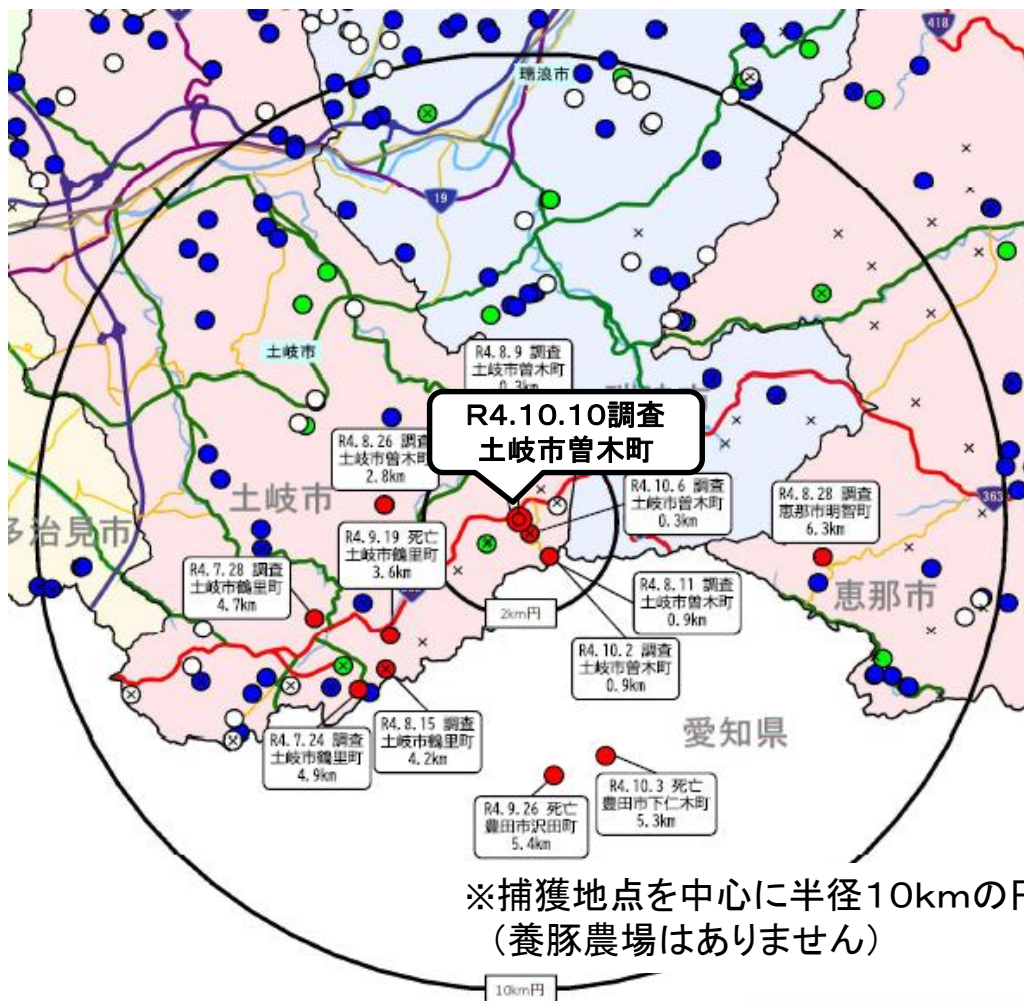 418
瑞浪市
19
R4.8.9 調査
土岐市曽木町
0.3km
土岐市
R4.10.10調査
土岐市曽木町
R4.8.26 調査
土岐市曽木町
2.8km
R4.10.6 調査
土岐市曽木町
0.3km
R4.8.28 調査
恵那市明智町
6.3km
363
土岐市
多治見市
R4.9.19 死亡
土岐市鶴里町
3.6km
R4.7.28 調査
土岐市鶴里町
4.7km
恵那市
R4.8.11 調査
土岐市曽木町
0.9km
2km円
R4.10.2 調査
土岐市曽木町
0.9km
R4.8.15 調査
土岐市鶴里町
4.2km
R4.7.24 調査
土岐市鶴里町
4.9km
愛知県
R4.10.3 死亡
豊田市下仁木町
5.3km
R4.9.26 死亡
豊田市沢田町
5.4km
※捕獲地点を中心に半径10kmの円
（養豚農場はありません）
10km円